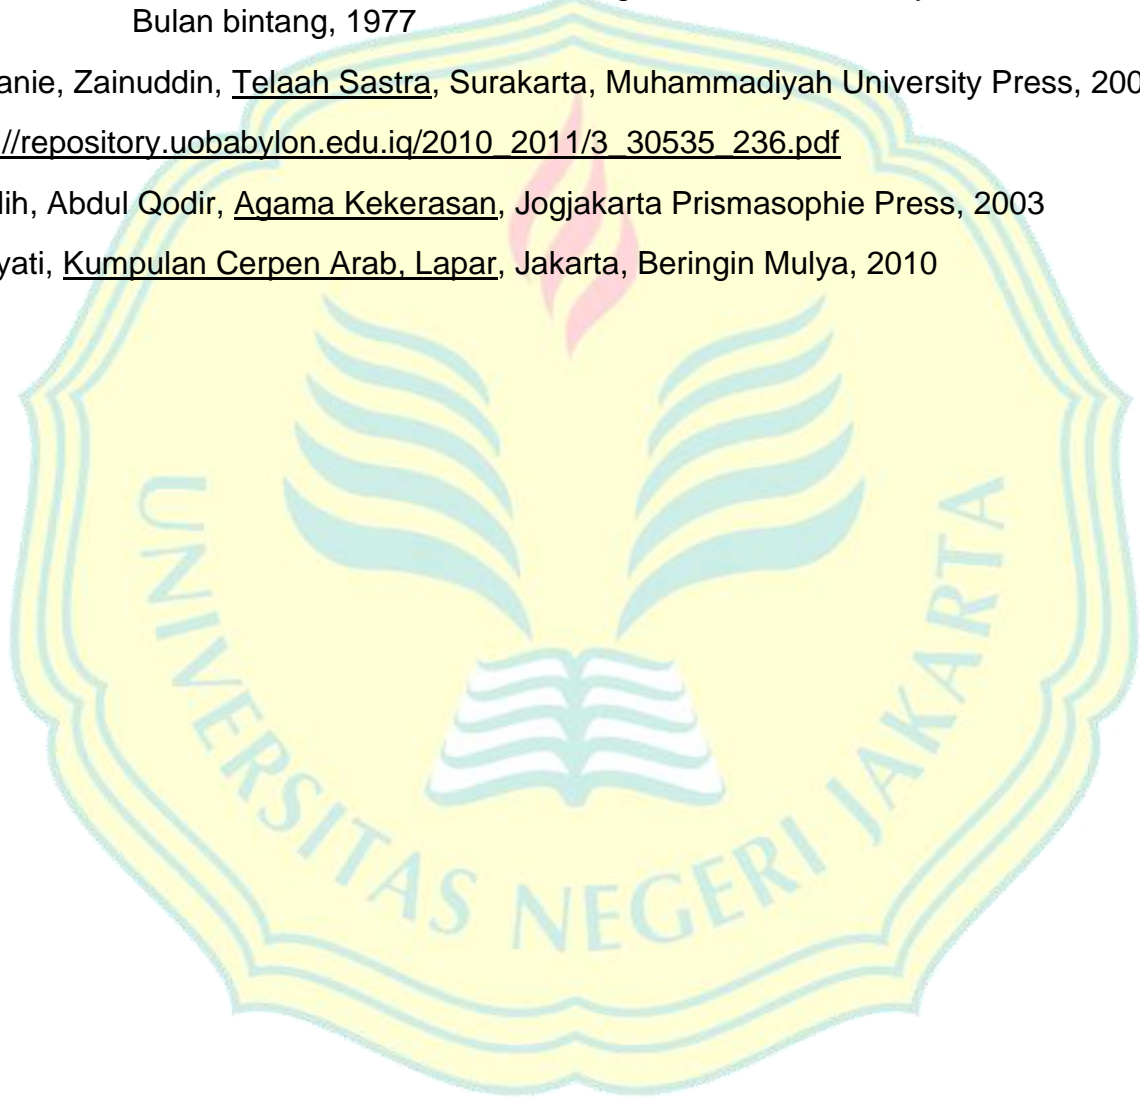 Bulan bintang, 1977
anie, Zainuddin, Telaah Sastra, Surakarta, Muhammadiyah University Press, 200
://repository.uobabylon.edu.iq/2010_2011/3_30535_236.pdf
lih, Abdul Qodir, Agama Kekerasan, Jogjakarta Prismasophie Press, 2003
yati, Kumpulan Cerpen Arab, Lapar, Jakarta, Beringin Mulya, 2010
UNIVERSITAS NEGERI JAKARTA